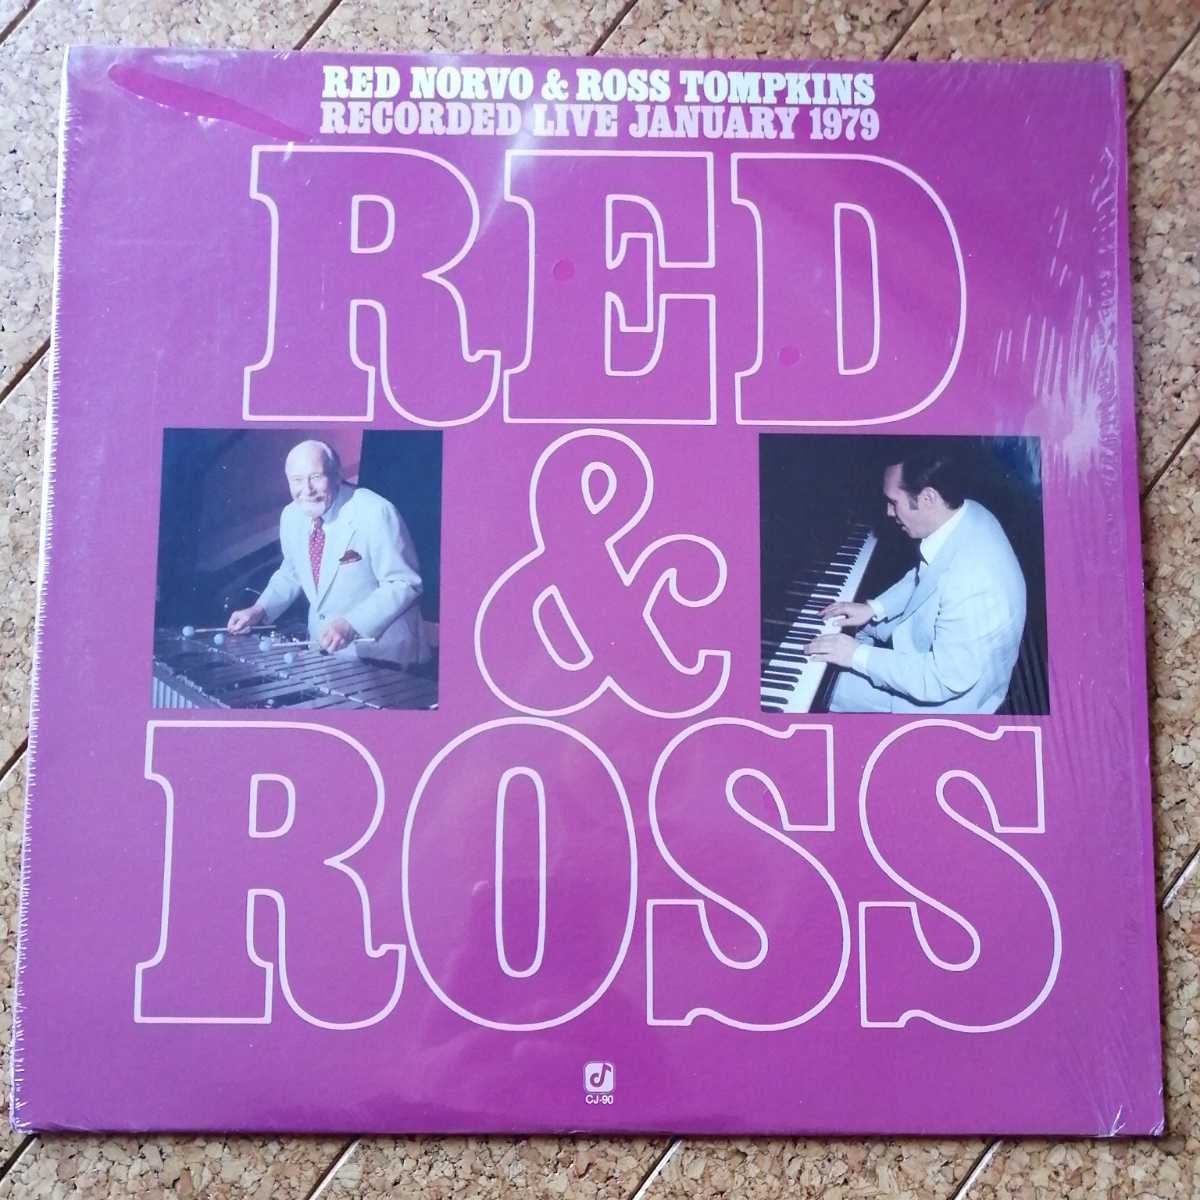 RED NORVO & ROSS TOMPKINS
RECORDED LIVE JANUARY 1979
RED
&
ROSS
CJ-90